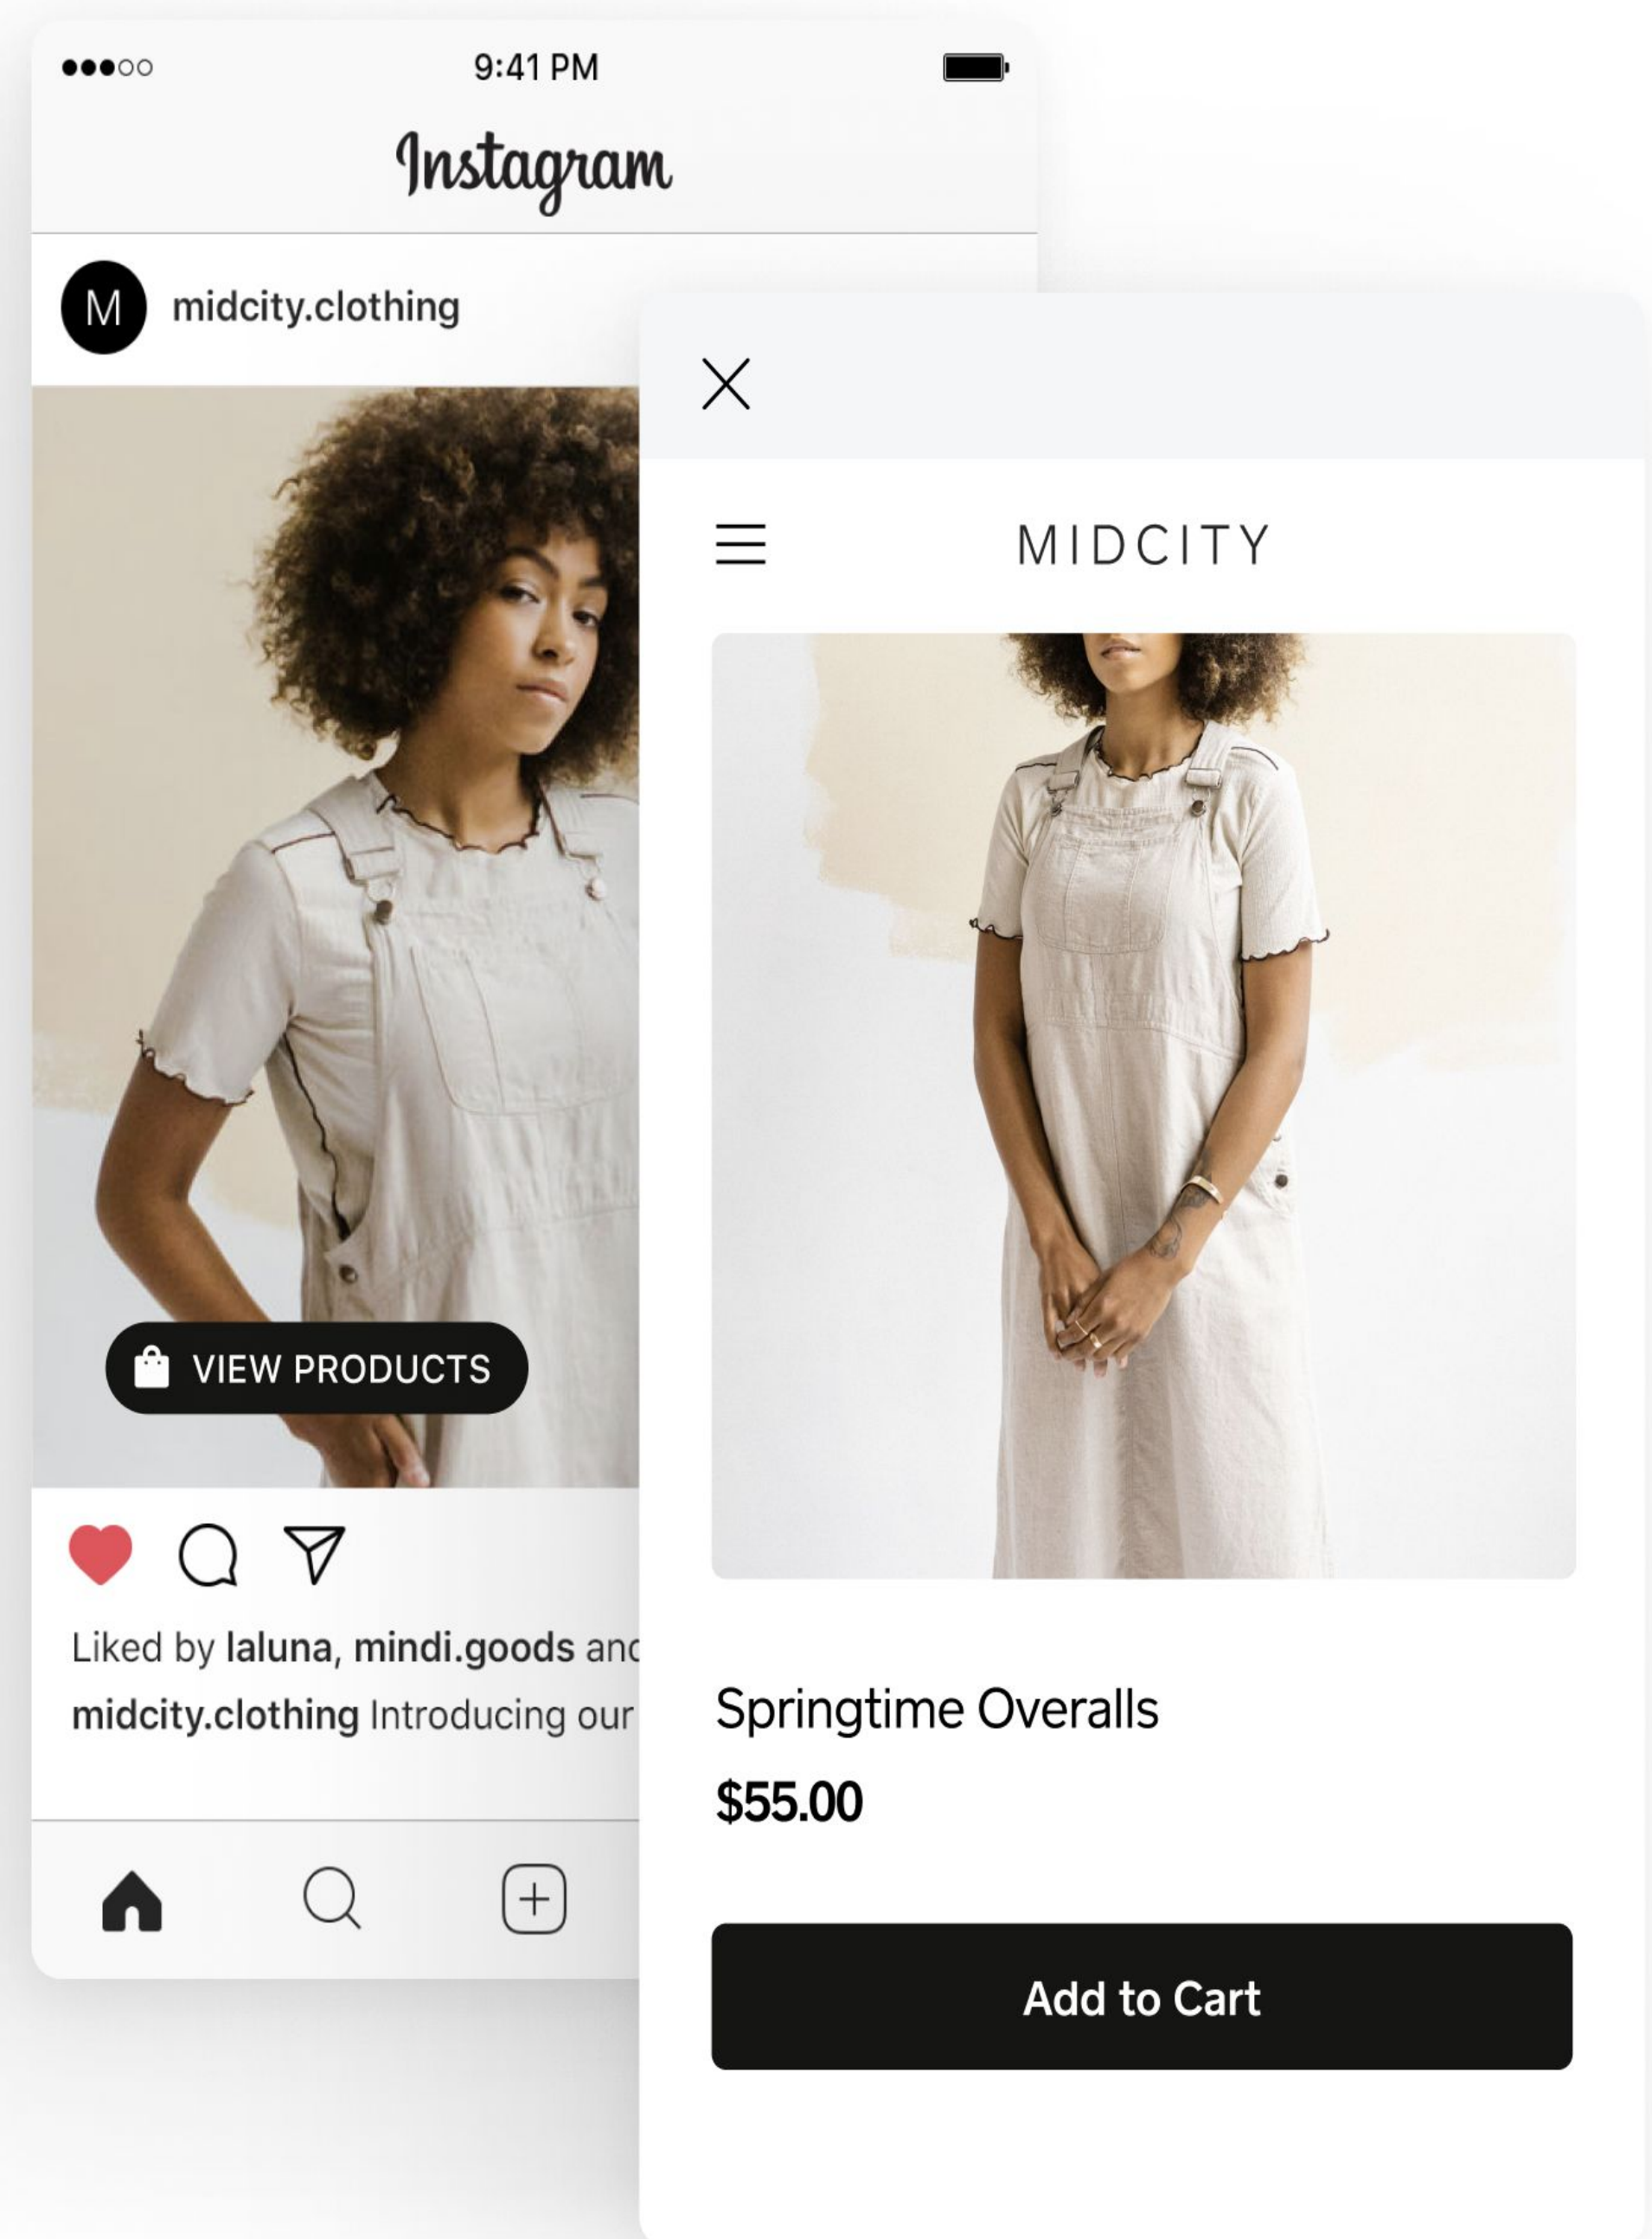 9:41 PM
Instagram
M midcity.clothing
VIEW PRODUCTS
Liked by laluna, mindi.goods and
midcity.clothing Introducing our
MIDCITY
Springtime Overalls
$55.00
Add to Cart